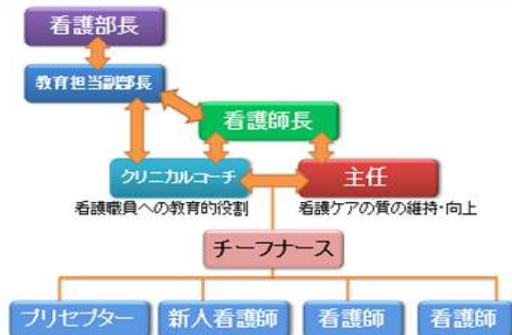 看護部長
教育担当副部長
看護師長
クリニカルコーチ
主任
看護職員への教育的役割
看護ケアの質の維持・向上
チーフナース
プリセプター
新人看護師
看護師
看護師